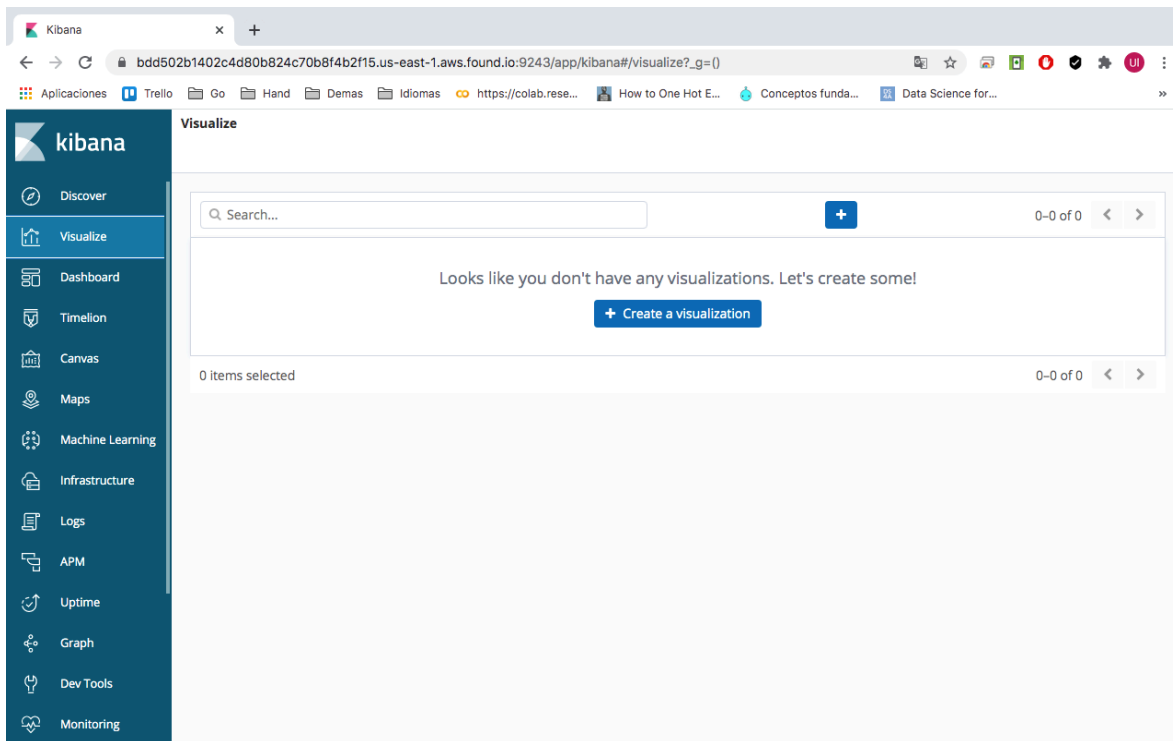 Kibana
bdd502b1402c4d80b824c70b8f4b2f15.us-east-1.aws.found.io:9243/app/kibana#/visualize?_g=()
UI
Aplicaciones Trello Go Hand Demas Idiomas https://colab.rese... How to One Hot E... Conceptos funda... Data Science for... »
kibana
Visualize
Discover
Visualize
Dashboard
Timelion
Canvas
Maps
Machine Learning
Infrastructure
Logs
APM
Uptime
Graph
Dev Tools
Monitoring
Search...
0–0 of 0
Looks like you don't have any visualizations. Let's create some!
+ Create a visualization
0 items selected
0–0 of 0